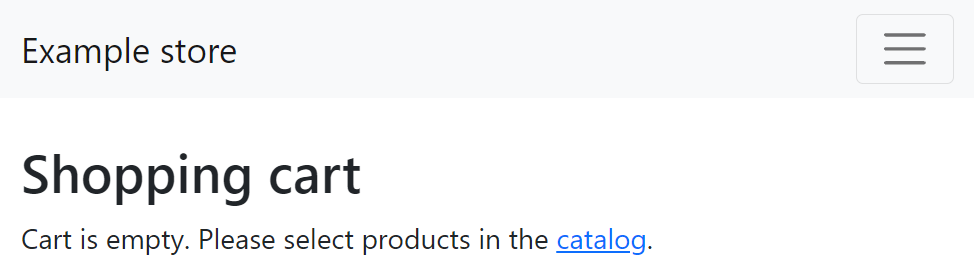 Example store
Shopping cart
Cart is empty. Please select products in the catalog.